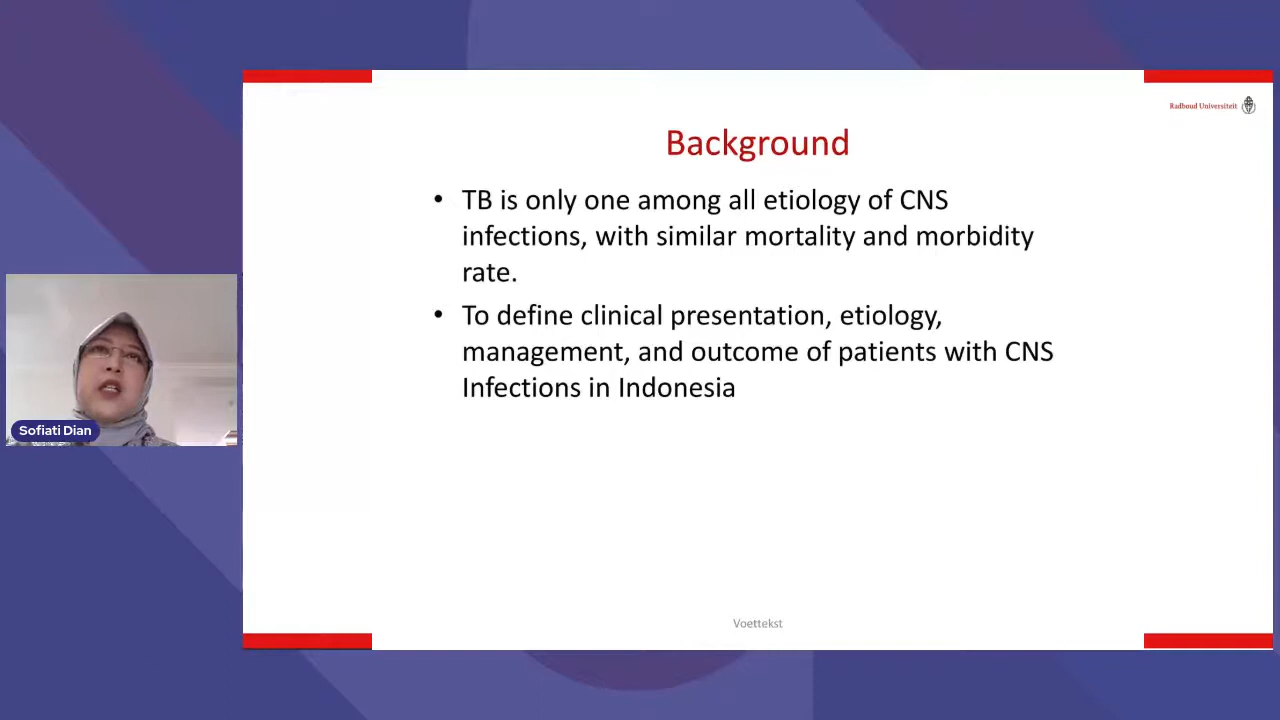 Radboud Universiteit
Background
• TB is only one among all etiology of CNS
infections, with similar mortality and morbidity
rate.
• To define clinical presentation, etiology,
management, and outcome of patients with CNS
Infections in Indonesia
Sofiati Dian
Voettekst